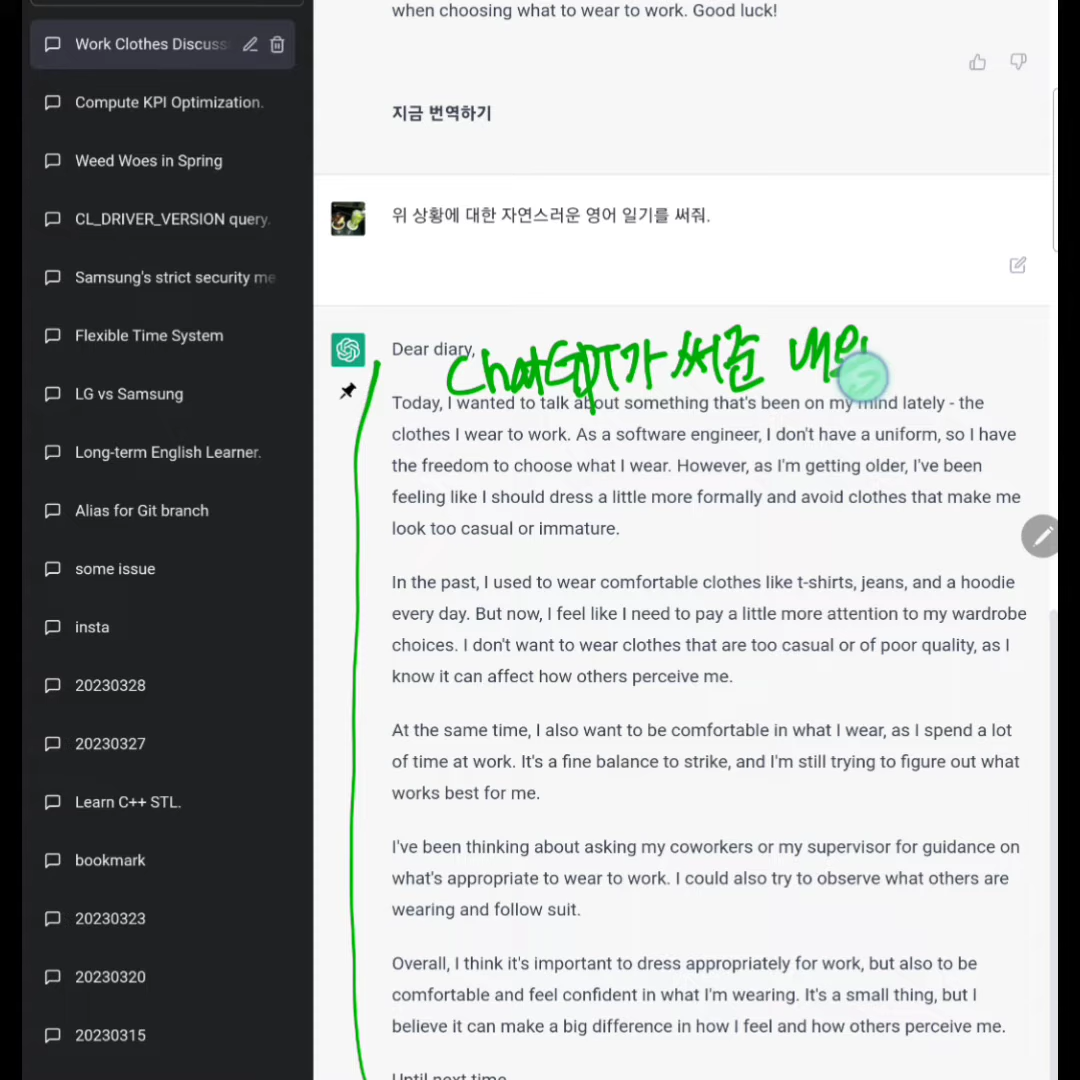 when choosing what to wear to work. Good luck!
Work Clothes Discuss
Compute KPI Optimization.
Weed Woes in Spring
CL_DRIVER_VERSION query.
Samsung's strict security me
Flexible Time System
LG vs Samsung
Long-term English Learner.
Alias for Git branch
some issue
insta
20230328
20230327
Learn C++ STL.
bookmark
20230323
20230320
20230315
지금 번역하기
위 상황에 대한 자연스러운 영어 일기를 써줘.
Dear diary,
ChatGPT가 써준
Today, I wanted to talk about something that's been on my mind lately - the
clothes I wear to work. As a software engineer, I don't have a uniform, so I have
the freedom to choose what I wear. However, as I'm getting older, I've been
feeling like I should dress a little more formally and avoid clothes that make me
look too casual or immature.
In the past, I used to wear comfortable clothes like t-shirts, jeans, and a hoodie
every day. But now, I feel like I need to pay a little more attention to my wardrobe
choices. I don't want to wear clothes that are too casual or of poor quality, as I
know it can affect how others perceive me.
At the same time, I also want to be comfortable in what I wear, as I spend a lot
of time at work. It's a fine balance to strike, and I'm still trying to figure out what
works best for me.
I've been thinking about asking my coworkers or my supervisor for guidance on
what's appropriate to wear to work. I could also try to observe what others are
wearing and follow suit.
Overall, I think it's important to dress appropriately for work, but also to be
comfortable and feel confident in what I'm wearing. It's a small thing, but I
believe it can make a big difference in how I feel and how others perceive me.
Until next time